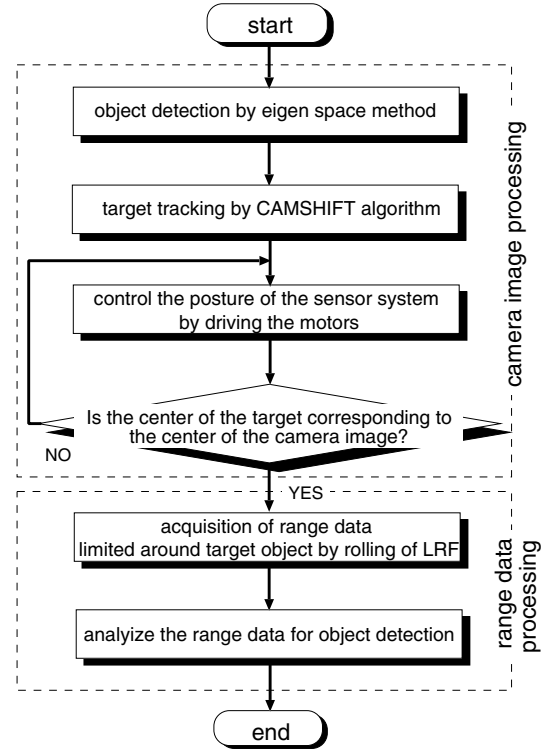 start
object detection by eigen space method
target tracking by CAMSHIFT algorithm
control the posture of the sensor system
by driving the motors
Is the center of the target corresponding to
the center of the camera image?
NO
YES
camera image processing
acquisition of range data
limited around target object by rolling of LRF
analyize the range data for object detection
range data
processing
end